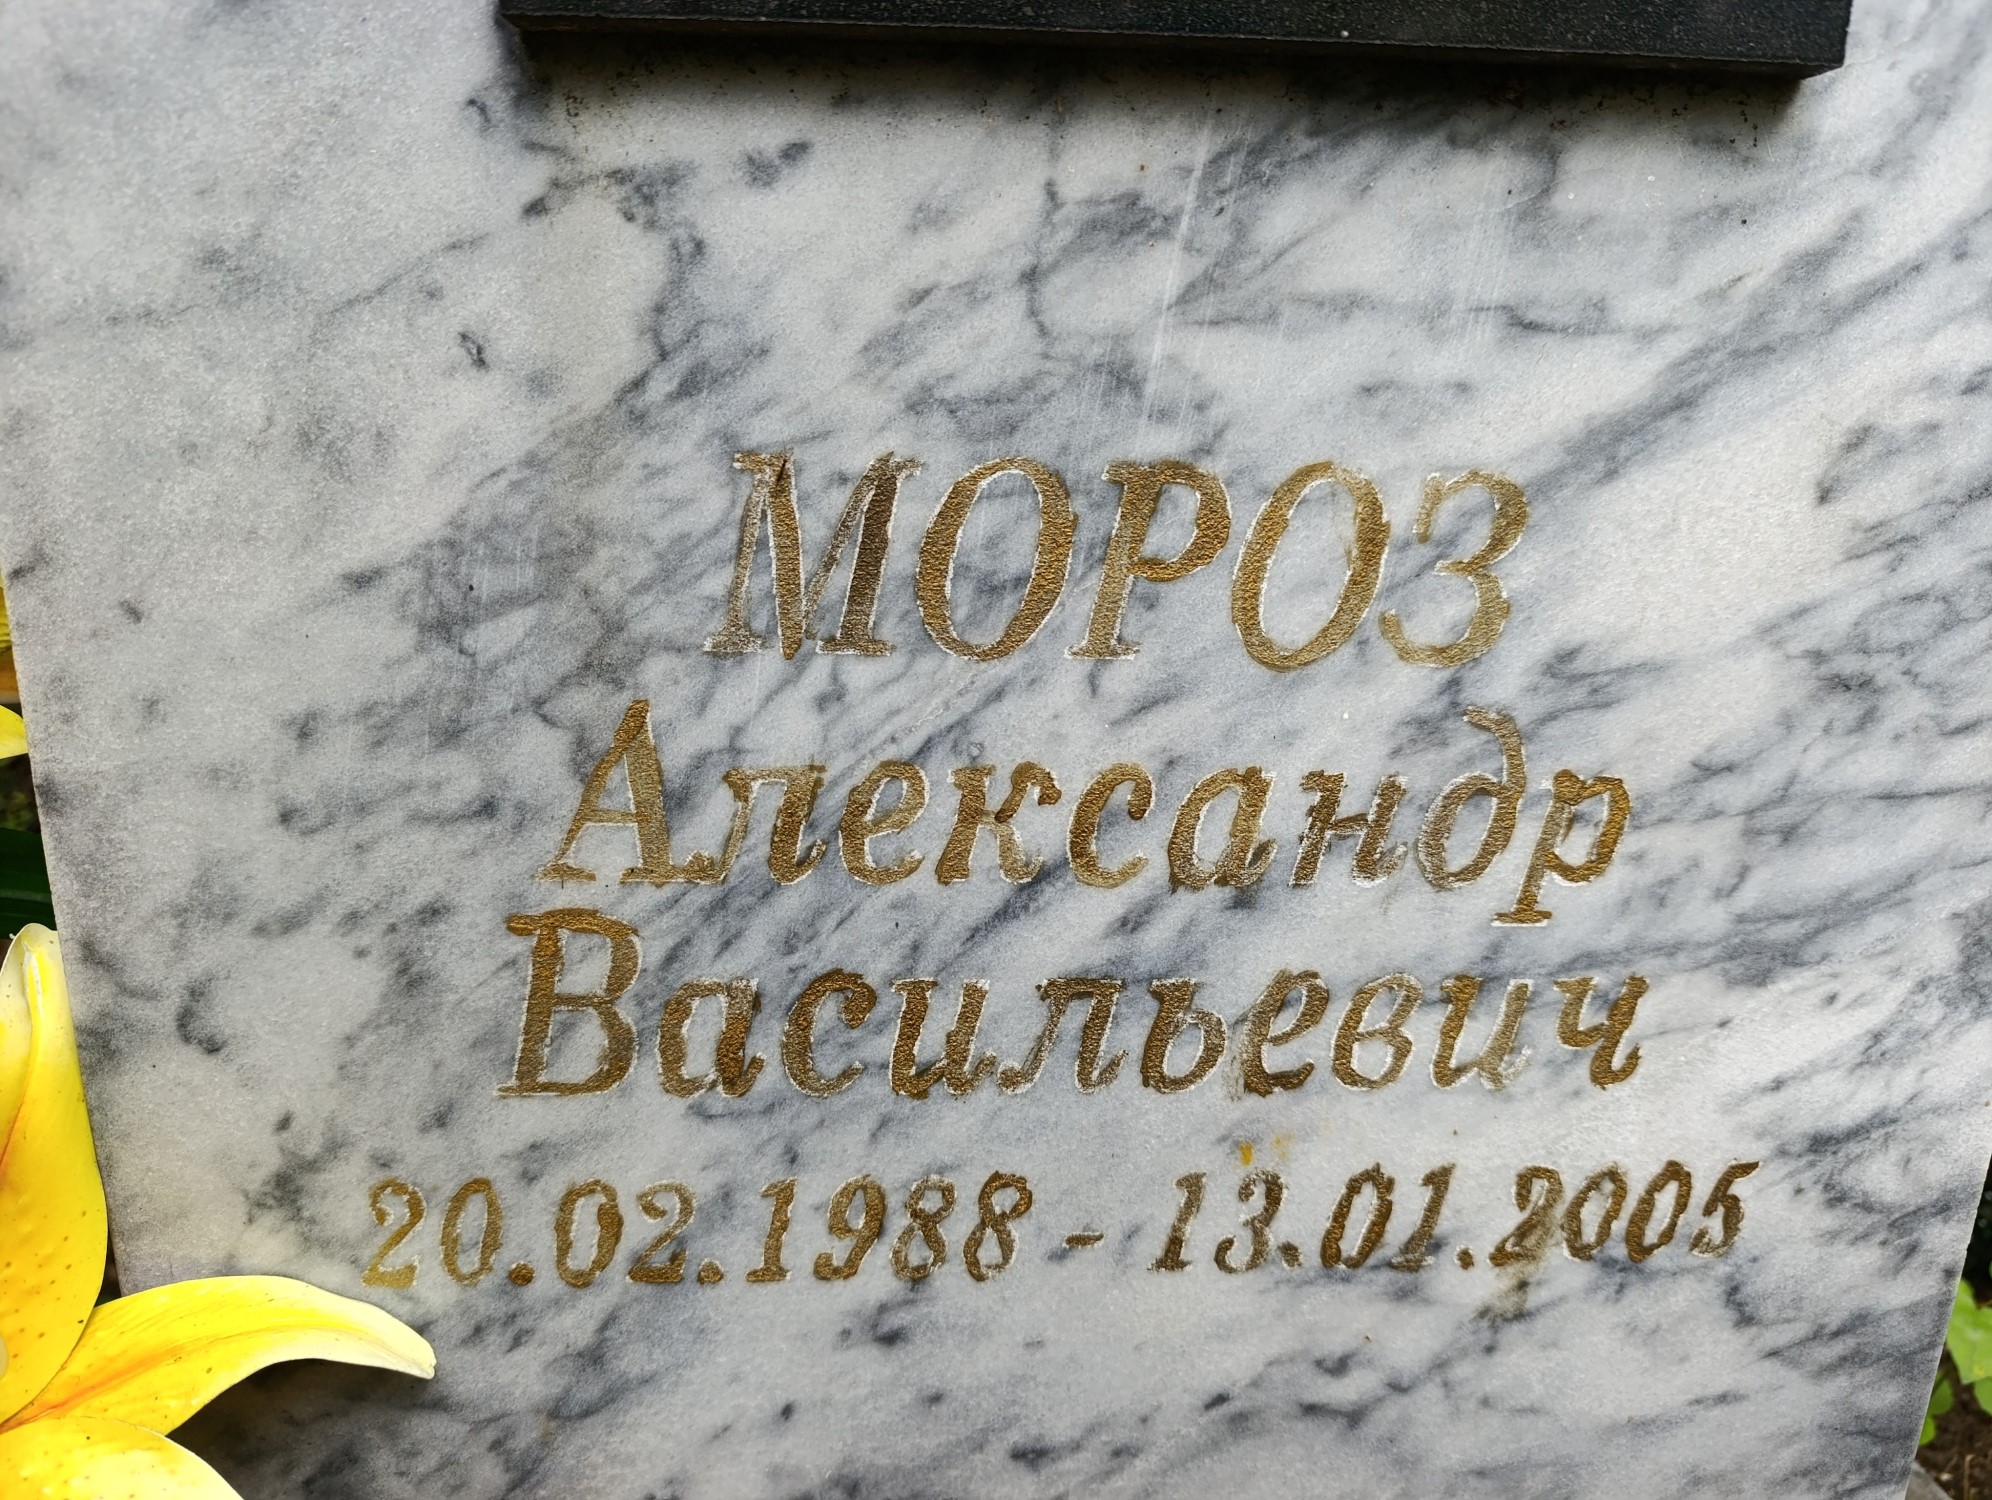 МОРОЗ
Александр
Васильевич
20.02.1988 - 13.01.2005